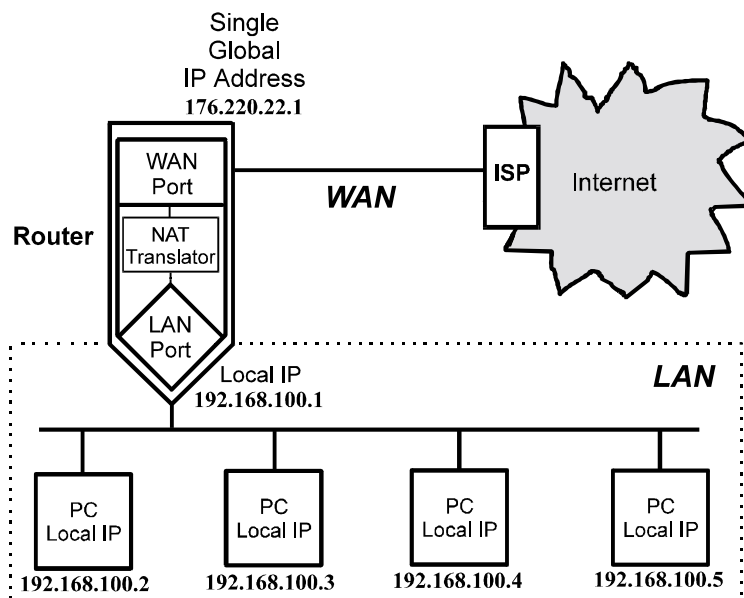 Single
Global
IP Address
176.220.22.1
WAN
Port
Router
NAT
Translator
LAN
Port
WAN
ISP
Internet
Local IP
192.168.100.1
LAN
PC
Local IP
192.168.100.2
PC
Local IP
192.168.100.3
PC
Local IP
192.168.100.4
PC
Local IP
192.168.100.5